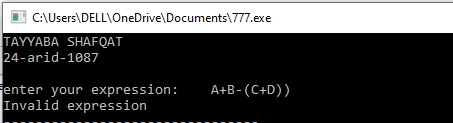 C:\Users\DELL\OneDrive\Documents\777.exe
TAYYABA SHAFQAT
24-arid-1087
enter your expression:    A+B-(C+D))
Invalid expression
--------------------------------